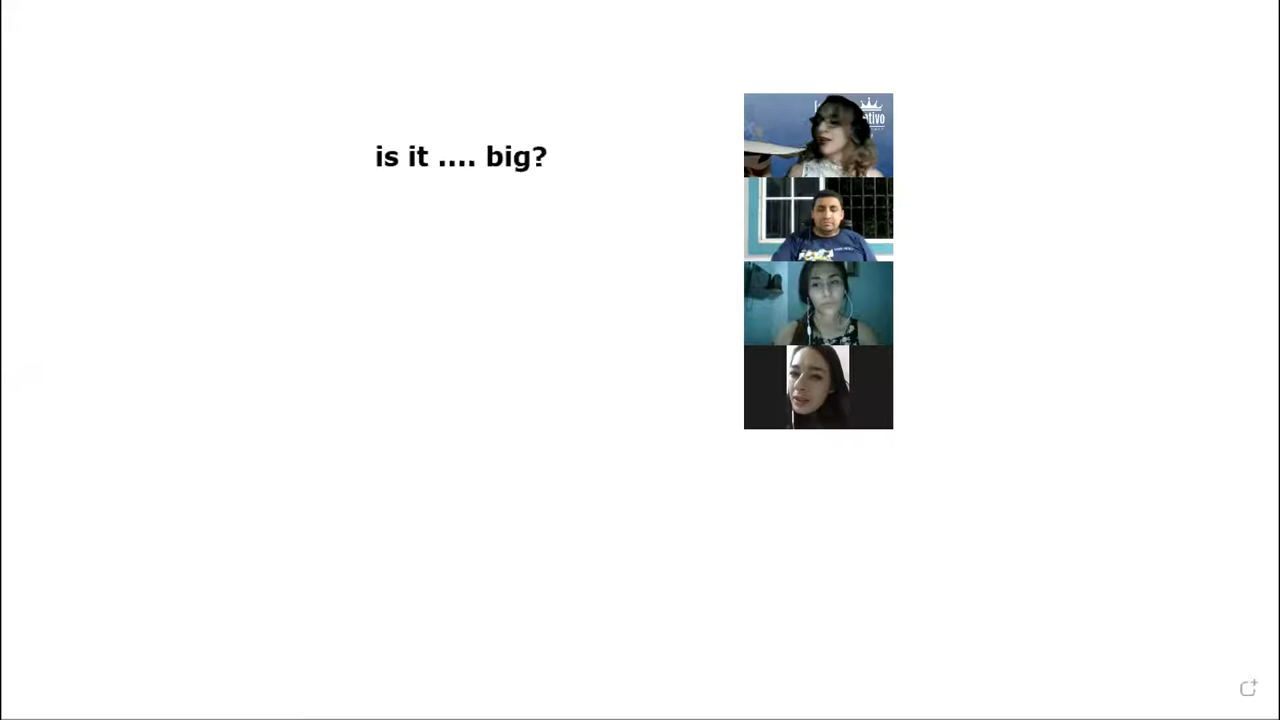 is it .... big?